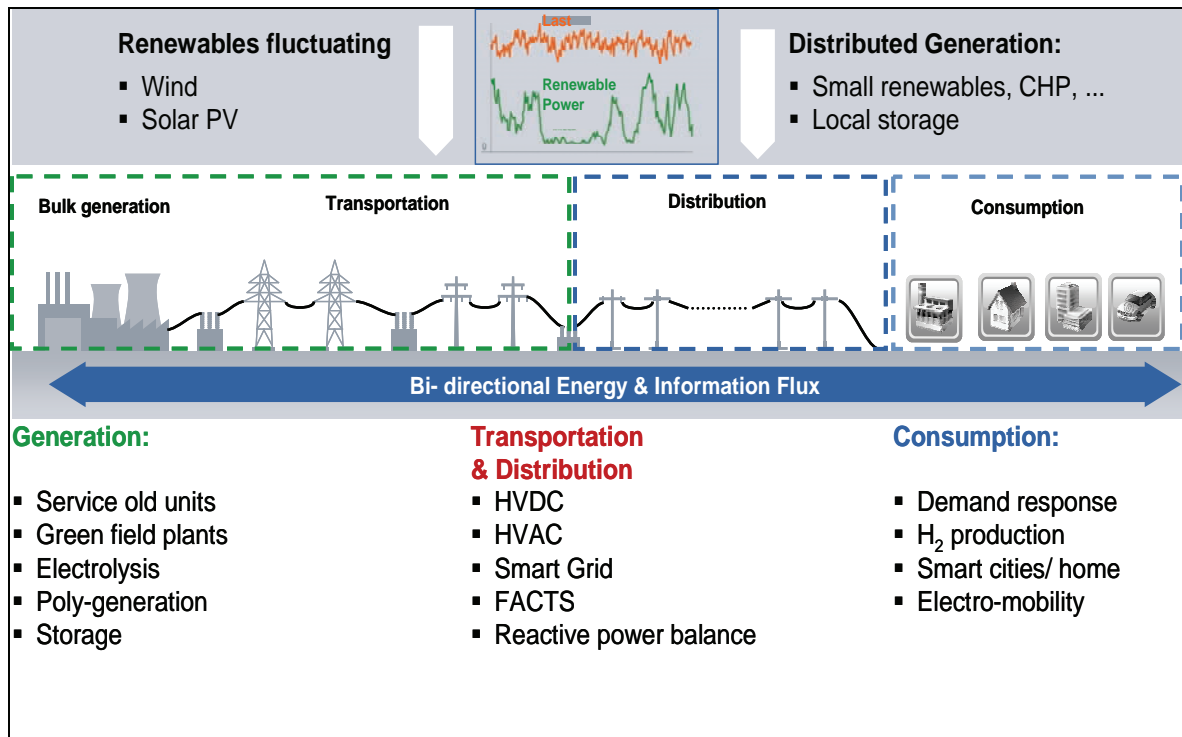 Renewables fluctuating
▪ Wind
▪ Solar PV
Last
Renewable
Power
0
Distributed Generation:
▪ Small renewables, CHP, ...
▪ Local storage
Bulk generation
Transportation
Distribution
Consumption
Bi- directional Energy & Information Flux
Generation:
▪ Service old units
▪ Green field plants
▪ Electrolysis
▪ Poly-generation
▪ Storage
Transportation
& Distribution
▪ HVDC
▪ HVAC
▪ Smart Grid
▪ FACTS
▪ Reactive power balance
Consumption:
▪ Demand response
▪ H₂ production
▪ Smart cities/ home
▪ Electro-mobility